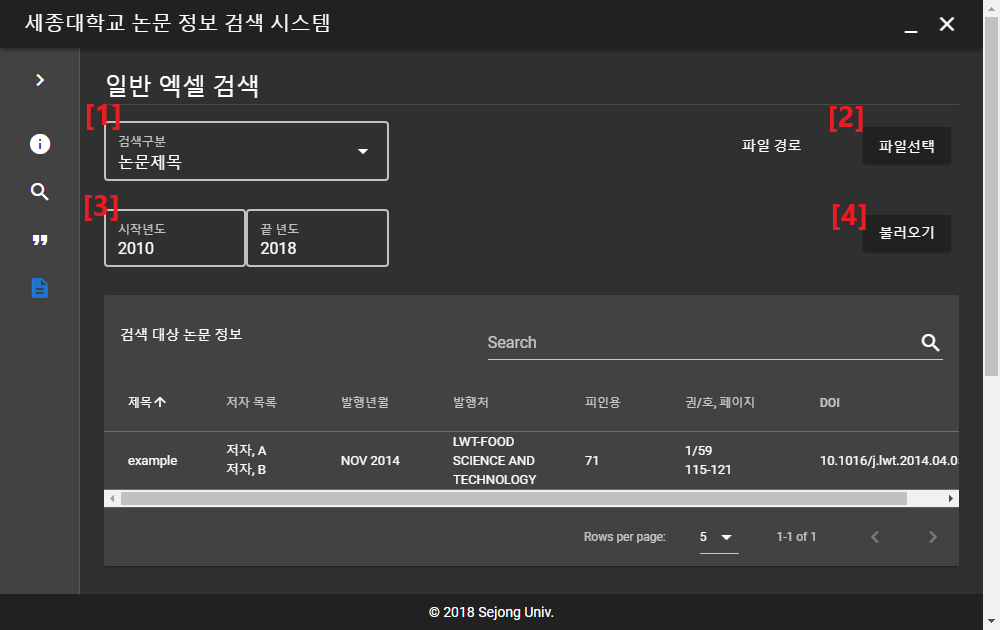 세종대학교 논문 정보 검색 시스템
일반 엑셀 검색
[1]
검색구분
논문제목
파일 경로
[2]
파일선택
[3]
시작년도
2010
끝 년도
2018
[4]
불러오기
검색 대상 논문 정보
Search
제목 저자 목록 발행년월 발행처 피인용 권/호, 페이지 DOI
example
저자, A
저자, B
NOV 2014
LWT-FOOD
SCIENCE AND
TECHNOLOGY
71
1/59
115-121
10.1016/j.lwt.2014.04.0
Rows per page: 5 1-1 of 1
© 2018 Sejong Univ.